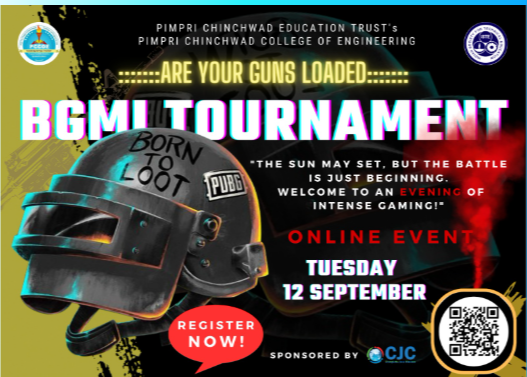 PIMPRI CHINCHWAD EDUCATION TRUST's
PIMPRI CHINCHWAD COLLEGE OF ENGINEERING
:::::::ARE YOUR GUNS LOADED:::::::
BGMI TOURNAMENT
BORN
TO
LOOT
PUBG
"THE SUN MAY SET, BUT THE BATTLE
IS JUST BEGINNING.
WELCOME TO AN EVENING OF
INTENSE GAMING!"
ONLINE EVENT
TUESDAY
12 SEPTEMBER
REGISTER
NOW!
SPONSORED BY CJC